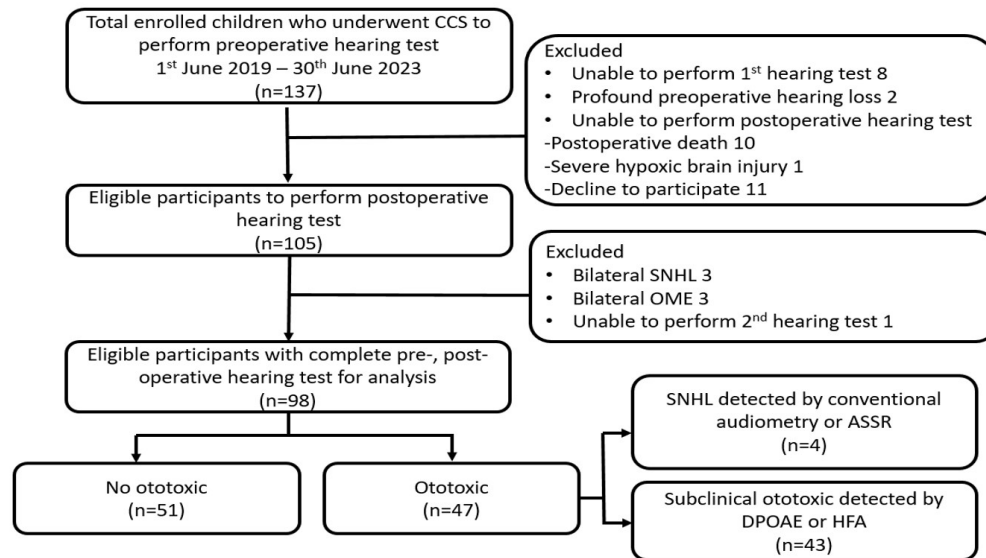 Total enrolled children who underwent CCS to
perform preoperative hearing test
1st June 2019 – 30th June 2023
(n=137)
Excluded
• Unable to perform 1st hearing test 8
• Profound preoperative hearing loss 2
• Unable to perform postoperative hearing test
-Postoperative death 10
-Severe hypoxic brain injury 1
-Decline to participate 11
Eligible participants to perform postoperative
hearing test
(n=105)
Excluded
• Bilateral SNHL 3
• Bilateral OME 3
• Unable to perform 2nd hearing test 1
Eligible participants with complete pre-, post-
operative hearing test for analysis
(n=98)
No ototoxic
(n=51)
Ototoxic
(n=47)
SNHL detected by conventional
audiometry or ASSR
(n=4)
Subclinical ototoxic detected by
DPOAE or HFA
(n=43)